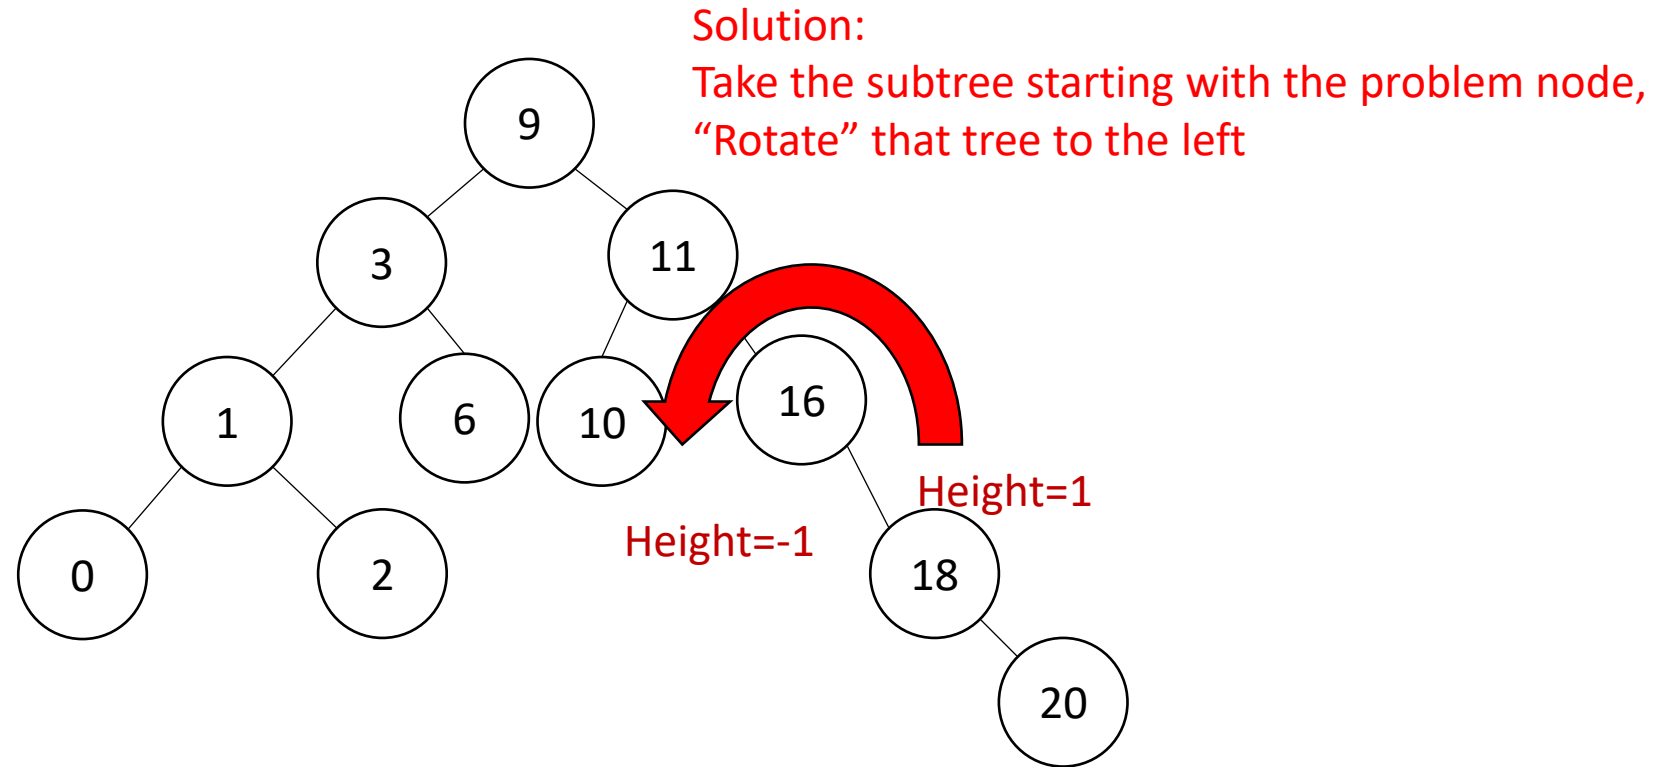 Solution:
Take the subtree starting with the problem node,
“Rotate” that tree to the left
9
3
11
1
6
10
16
Height=1
Height=-1
0
2
18
20